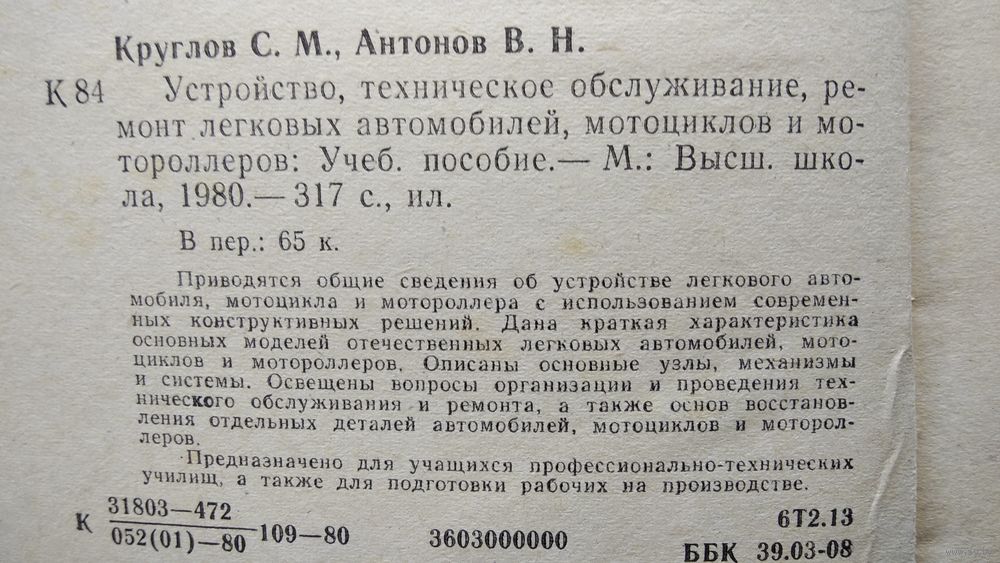 Круглов С. М., Антонов В. Н.
К 84 Устройство, техническое обслуживание, ре-
монт легковых автомобилей, мотоциклов и мо-
тороллеров: Учеб. пособие.— М.: Высш. шко-
ла, 1980.— 317 с., ил.
В пер.: 65 к.
Приводятся общие сведения об устройстве легкового авто-
мобиля, мотоцикла и мотороллера с использованием современ-
ных конструктивных решений. Дана краткая характеристика
основных моделей отечественных легковых автомобилей, мото-
циклов и мотороллеров. Описаны основные узлы, механизмы
и системы. Освещены вопросы организации и проведения тех-
нического обслуживания и ремонта, а также основ восстанов-
ления отдельных деталей автомобилей, мотоциклов и моторол-
леров.
Предназначено для учащихся профессионально-технических
училищ, а также для подготовки рабочих на производстве.
К 31803—472
052(01)—80 109—80 3603000000 6Т2.13
ББК 39.03-08